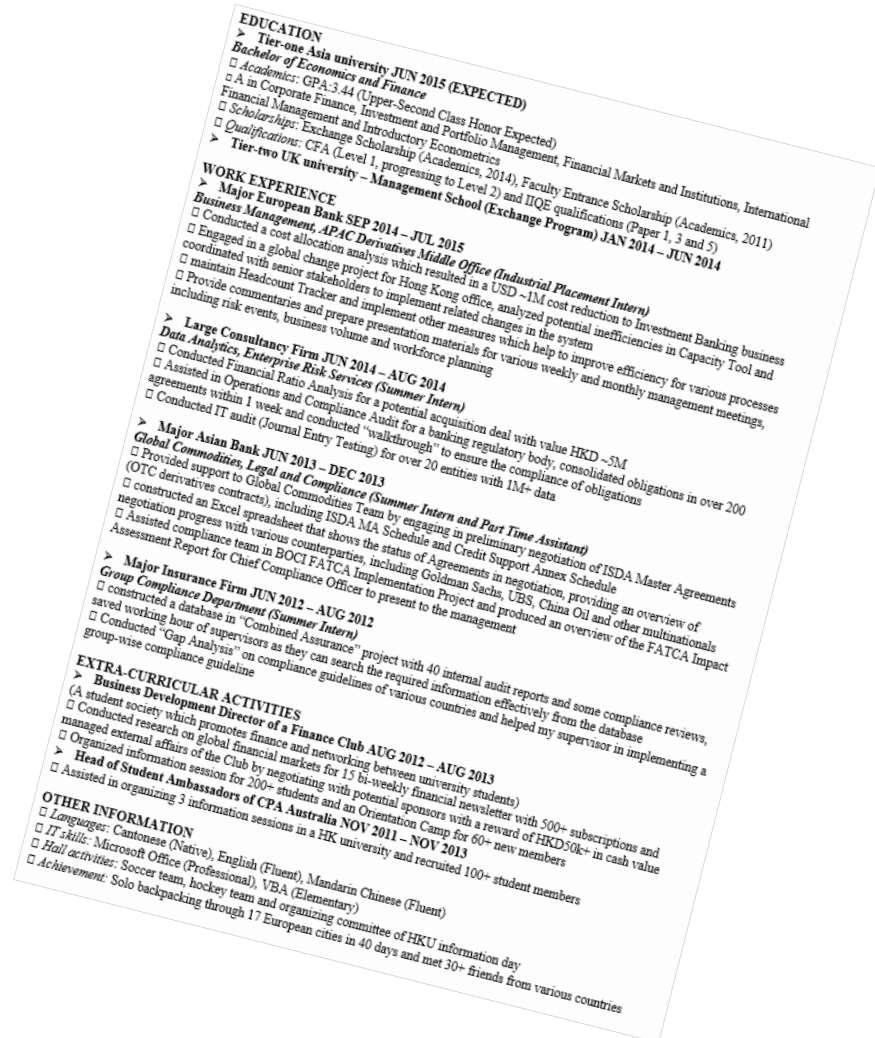 EDUCATION
➢ Tier-one Asia university JUN 2015 (EXPECTED)
Bachelor of Economics and Finance
□ Academics: GPA:3.44 (Upper-Second Class Honor Expected)
□ A in Corporate Finance, Investment and Portfolio Management, Financial Markets and Institutions, International
Financial Management and Introductory Econometrics
□ Scholarships: Exchange Scholarship (Academics, 2014), Faculty Entrance Scholarship (Academics, 2011)
□ Qualifications: CFA (Level 1, progressing to Level 2) and IIQE qualifications (Paper 1, 3 and 5)
➢ Tier-two UK university – Management School (Exchange Program) JAN 2014 – JUN 2014
WORK EXPERIENCE
➢ Major European Bank SEP 2014 – JUL 2015
Business Management, APAC Derivatives Middle Office (Industrial Placement Intern)
□ Conducted a cost allocation analysis which resulted in a USD ~1M cost reduction to Investment Banking business
□ Engaged in a global change project for Hong Kong office, analyzed potential inefficiencies in Capacity Tool and
coordinated with senior stakeholders to implement related changes in the system
□ maintain Headcount Tracker and implement other measures which help to improve efficiency for various processes
□ Provide commentaries and prepare presentation materials for various weekly and monthly management meetings,
including risk events, business volume and workforce planning
➢ Large Consultancy Firm JUN 2014 – AUG 2014
Data Analytics, Enterprise Risk Services (Summer Intern)
□ Conducted Financial Ratio Analysis for a potential acquisition deal with value HKD ~5M
□ Assisted in Operations and Compliance Audit for a banking regulatory body, consolidated obligations in over 200
agreements within 1 week and conducted “walkthrough” to ensure the compliance of obligations
□ Conducted IT audit (Journal Entry Testing) for over 20 entities with 1M+ data
➢ Major Asian Bank JUN 2013 – DEC 2013
Global Commodities, Legal and Compliance (Summer Intern and Part Time Assistant)
□ Provided support to Global Commodities Team by engaging in preliminary negotiation of ISDA Master Agreements
(OTC derivatives contracts), including ISDA MA Schedule and Credit Support Annex Schedule
□ constructed an Excel spreadsheet that shows the status of Agreements in negotiation, providing an overview of
negotiation progress with various counterparties, including Goldman Sachs, UBS, China Oil and other multinationals
□ Assisted compliance team in BOCI FATCA Implementation Project and produced an overview of the FATCA Impact
Assessment Report for Chief Compliance Officer to present to the management
➢ Major Insurance Firm JUN 2012 – AUG 2012
Group Compliance Department (Summer Intern)
□ constructed a database in “Combined Assurance” project with 40 internal audit reports and some compliance reviews,
saved working hour of supervisors as they can search the required information effectively from the database
□ Conducted “Gap Analysis” on compliance guidelines of various countries and helped my supervisor in implementing a
group-wise compliance guideline
EXTRA-CURRICULAR ACTIVITIES
➢ Business Development Director of a Finance Club AUG 2012 – AUG 2013
(A student society which promotes finance and networking between university students)
□ Conducted research on global financial markets for 15 bi-weekly financial newsletter with 500+ subscriptions and
managed external affairs of the Club by negotiating with potential sponsors with a reward of HKD50k+ in cash value
□ Organized information session for 200+ students and an Orientation Camp for 60+ new members
➢ Head of Student Ambassadors of CPA Australia NOV 2011 – NOV 2013
□ Assisted in organizing 3 information sessions in a HK university and recruited 100+ student members
OTHER INFORMATION
□ Languages: Cantonese (Native), English (Fluent), Mandarin Chinese (Fluent)
□ IT skills: Microsoft Office (Professional), VBA (Elementary)
□ Hall activities: Soccer team, hockey team and organizing committee of HKU information day
□ Achievement: Solo backpacking through 17 European cities in 40 days and met 30+ friends from various countries